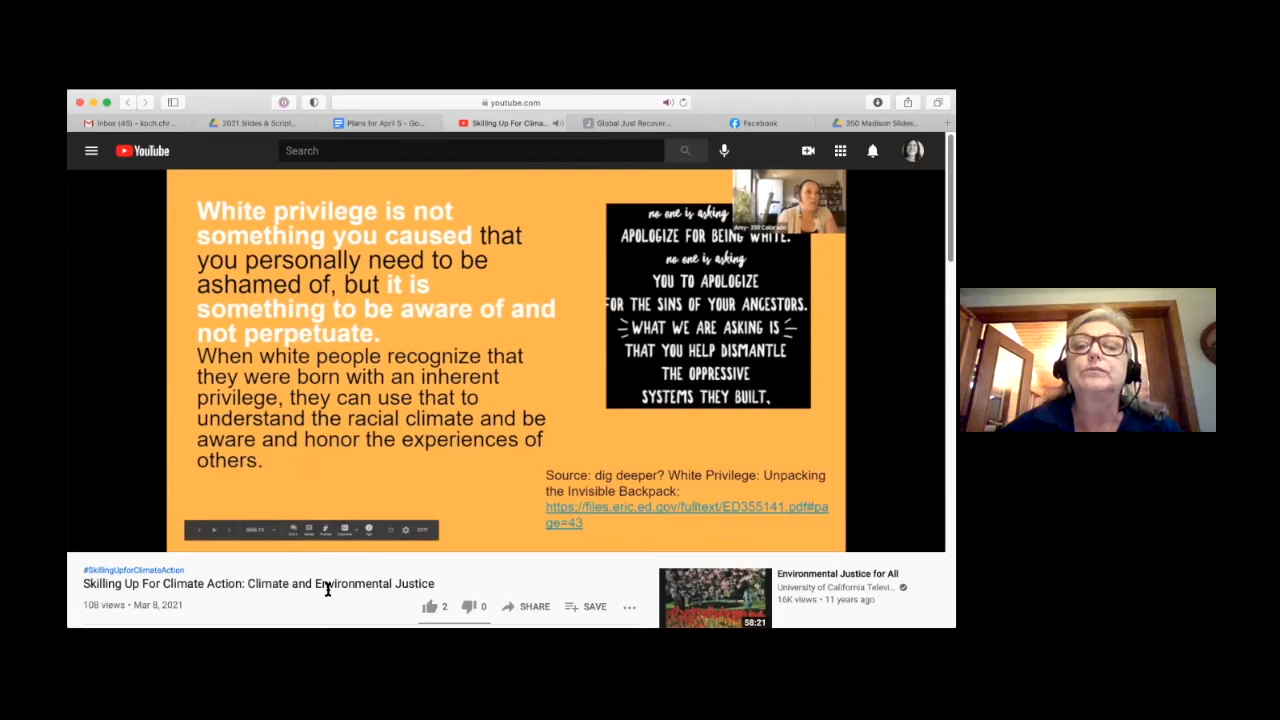 youtube.com
Inbox (45) - koch.chr...
2021 Slides & Script...
Plans for April 5 - Go...
Skilling Up For Clima...
Global Just Recover...
Facebook
350 Madison Slides...
YouTube
Search
White privilege is not
something you caused that
you personally need to be
ashamed of, but it is
something to be aware of and
not perpetuate.
When white people recognize that
they were born with an inherent
privilege, they can use that to
understand the racial climate and be
aware and honor the experiences of
others.
Amy- 350 Colorado
no one is asking
APOLOGIZE FOR BEING WHITE.
no one is asking
YOU TO APOLOGIZE
FOR THE SINS OF YOUR ANCESTORS.
WHAT WE ARE ASKING IS
THAT YOU HELP DISMANTLE
THE OPPRESSIVE
SYSTEMS THEY BUILT,
Source: dig deeper? White Privilege: Unpacking
the Invisible Backpack:
https://files.eric.ed.gov/fulltext/ED355141.pdf#pa
ge=43
#SkillingUpforClimateAction
Skilling Up For Climate Action: Climate and Environmental Justice
108 views • Mar 8, 2021
2
0
SHARE
SAVE
Environmental Justice for All
University of California Televi...
16K views • 11 years ago
58:21